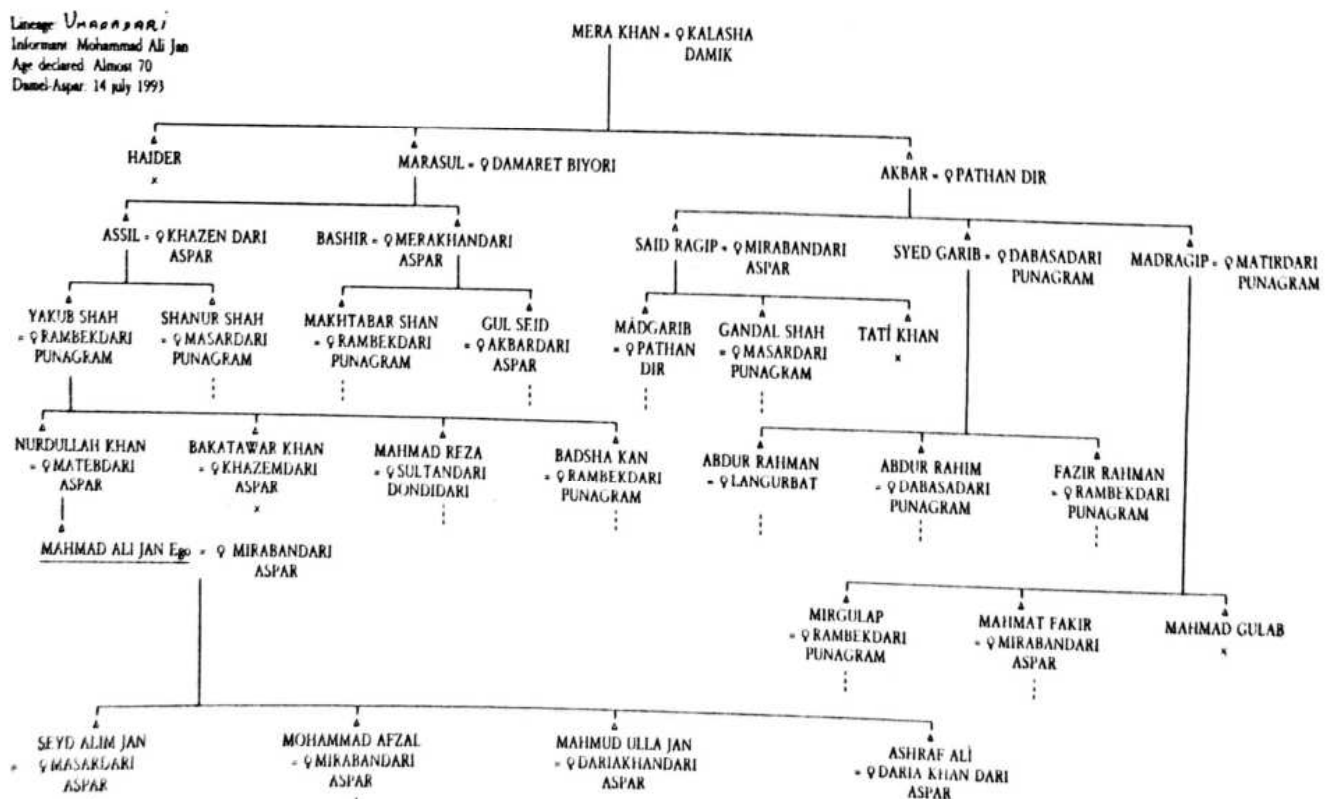 Lineage: Umaradari
Informant: Mohammad Ali Jan
Age declared: Almost 70
Damel-Aspar: 14 july 1993
MERA KHAN = ♀ KALASHA
DAMIK
HAIDER
x
MARASUL = ♀ DAMARET BIYORI
AKBAR = ♀ PATHAN DIR
ASSIL = ♀ KHAZEN DARI
ASPAR
BASHIR = ♀ MERAKHANDARI
ASPAR
SAID RAGIP = ♀ MIRABANDARI
ASPAR
SYED GARIB = ♀ DABASADARI
PUNAGRAM
MADRAGIP = ♀ MATIRDARI
PUNAGRAM
YAKUB SHAH
= ♀ RAMBEKDARI
PUNAGRAM
SHANUR SHAH
= ♀ MASARDARI
PUNAGRAM
MAKHTABAR SHAN
= ♀ RAMBEKDARI
PUNAGRAM
GUL SEID
= ♀ AKBARDARI
ASPAR
MADGARIB
= ♀ PATHAN
DIR
GANDAL SHAH
= ♀ MASARDARI
PUNAGRAM
TATİ KHAN
x
NURDULLAH KHAN
= ♀ MATEBDARI
ASPAR
BAKATAWAR KHAN
= ♀ KHAZEMDARI
ASPAR
x
MAHMAD REZA
= ♀ SULTANDARI
DONDIDARI
BADSHA KAN
= ♀ RAMBEKDARI
PUNAGRAM
ABDUR RAHMAN
= ♀ LANGURBAT
ABDUR RAHIM
= ♀ DABASADARI
PUNAGRAM
FAZIR RAHMAN
= ♀ RAMBEKDARI
PUNAGRAM
MAHMAD ALI JAN Ego = ♀ MIRABANDARI
ASPAR
MIRGULAP
= ♀ RAMBEKDARI
PUNAGRAM
MAHMAT FAKIR
= ♀ MIRABANDARI
ASPAR
MAHMAD GULAB
x
SEYD ALIM JAN
= ♀ MASARDARI
ASPAR
MOHAMMAD AFZAL
= ♀ MIRABANDARI
ASPAR
MAHMUD ULLA JAN
= ♀ DARIAKHANDARI
ASPAR
ASHRAF ALİ
= ♀ DARIA KHAN DARI
ASPAR